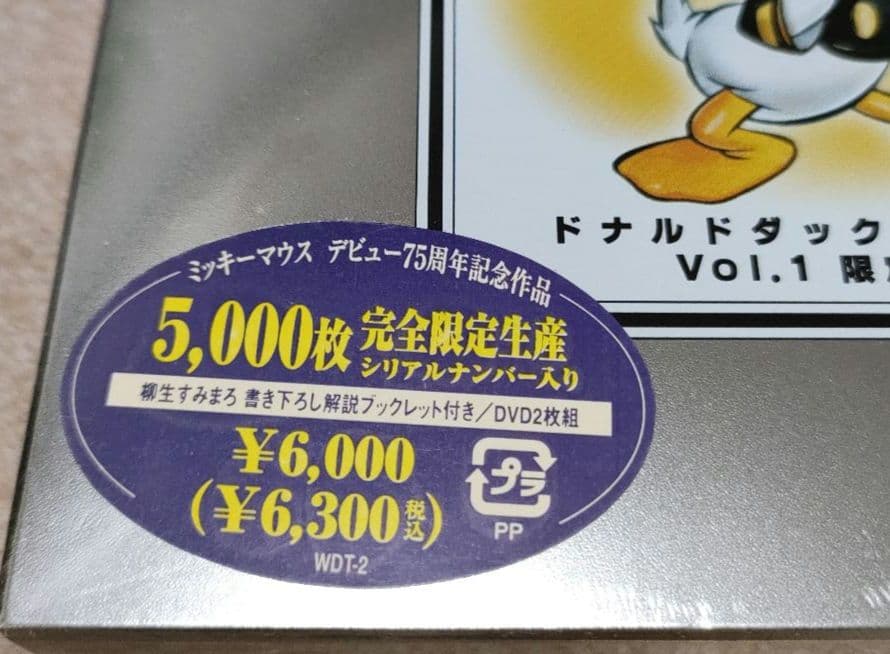 ドナルドダック
Vol.1 限
ミッキーマウス デビュー75周年記念作品
5,000枚 完全限定生産
シリアルナンバー入り
柳生すみまろ 書き下ろし解説ブックレット付き／DVD2枚組
¥6,000
(¥6,300税込)
プラ
PP
WDT-2